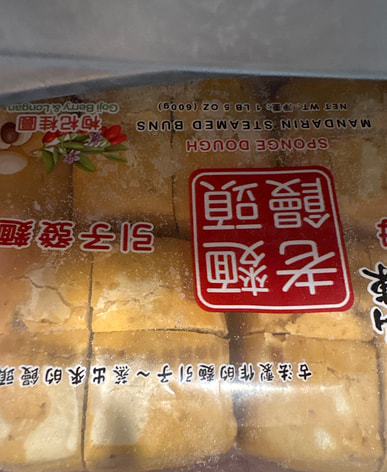 古法製作的麵引子～蒸出來的饅頭
老麵
饅頭
引子發麵
SPONGE DOUGH
MANDARIN STEAMED BUNS
NET WT. 淨重: 1 LB 5 OZ (600g)
枸杞桂圓
Goji Berry & Longan